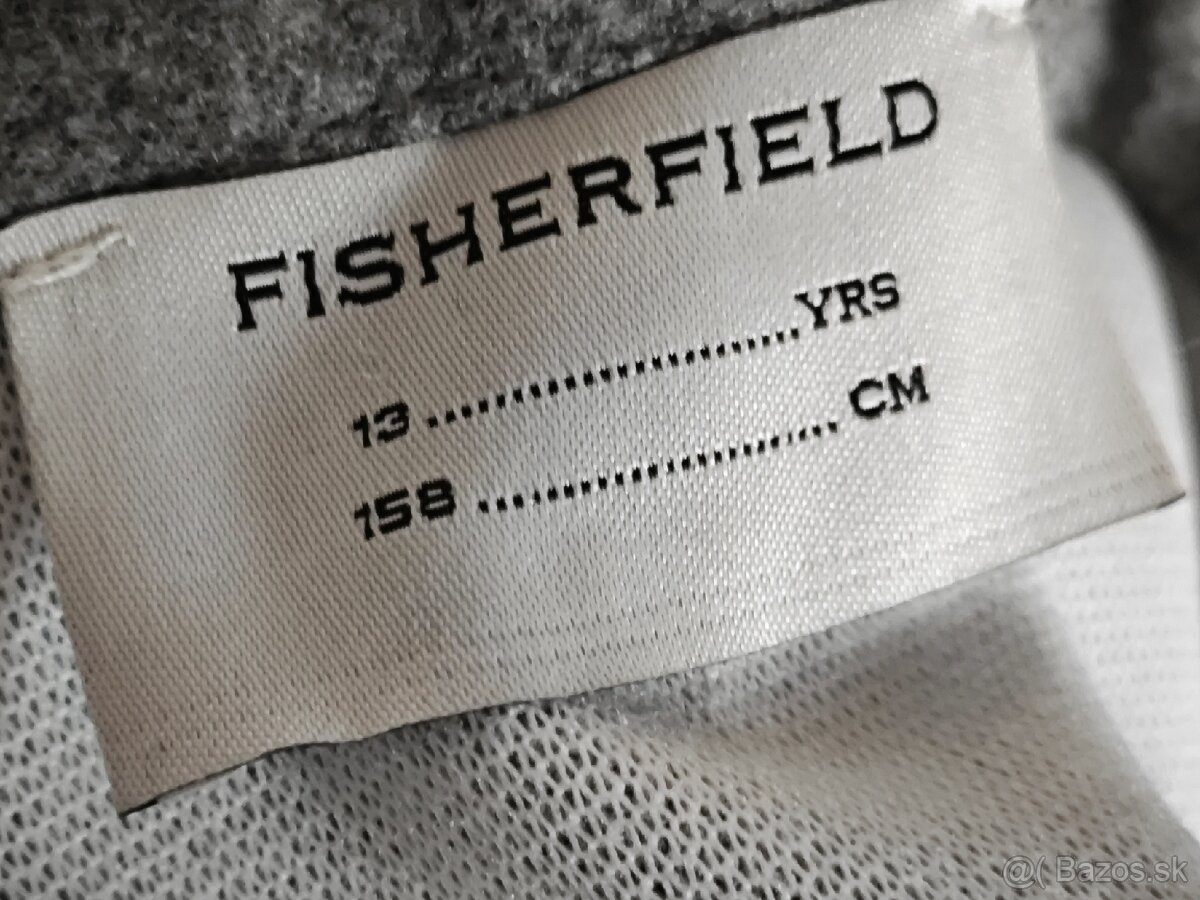 FISHERFIELD
13 ........................ YRS
158 ........................ CM
@( Bazos.sk